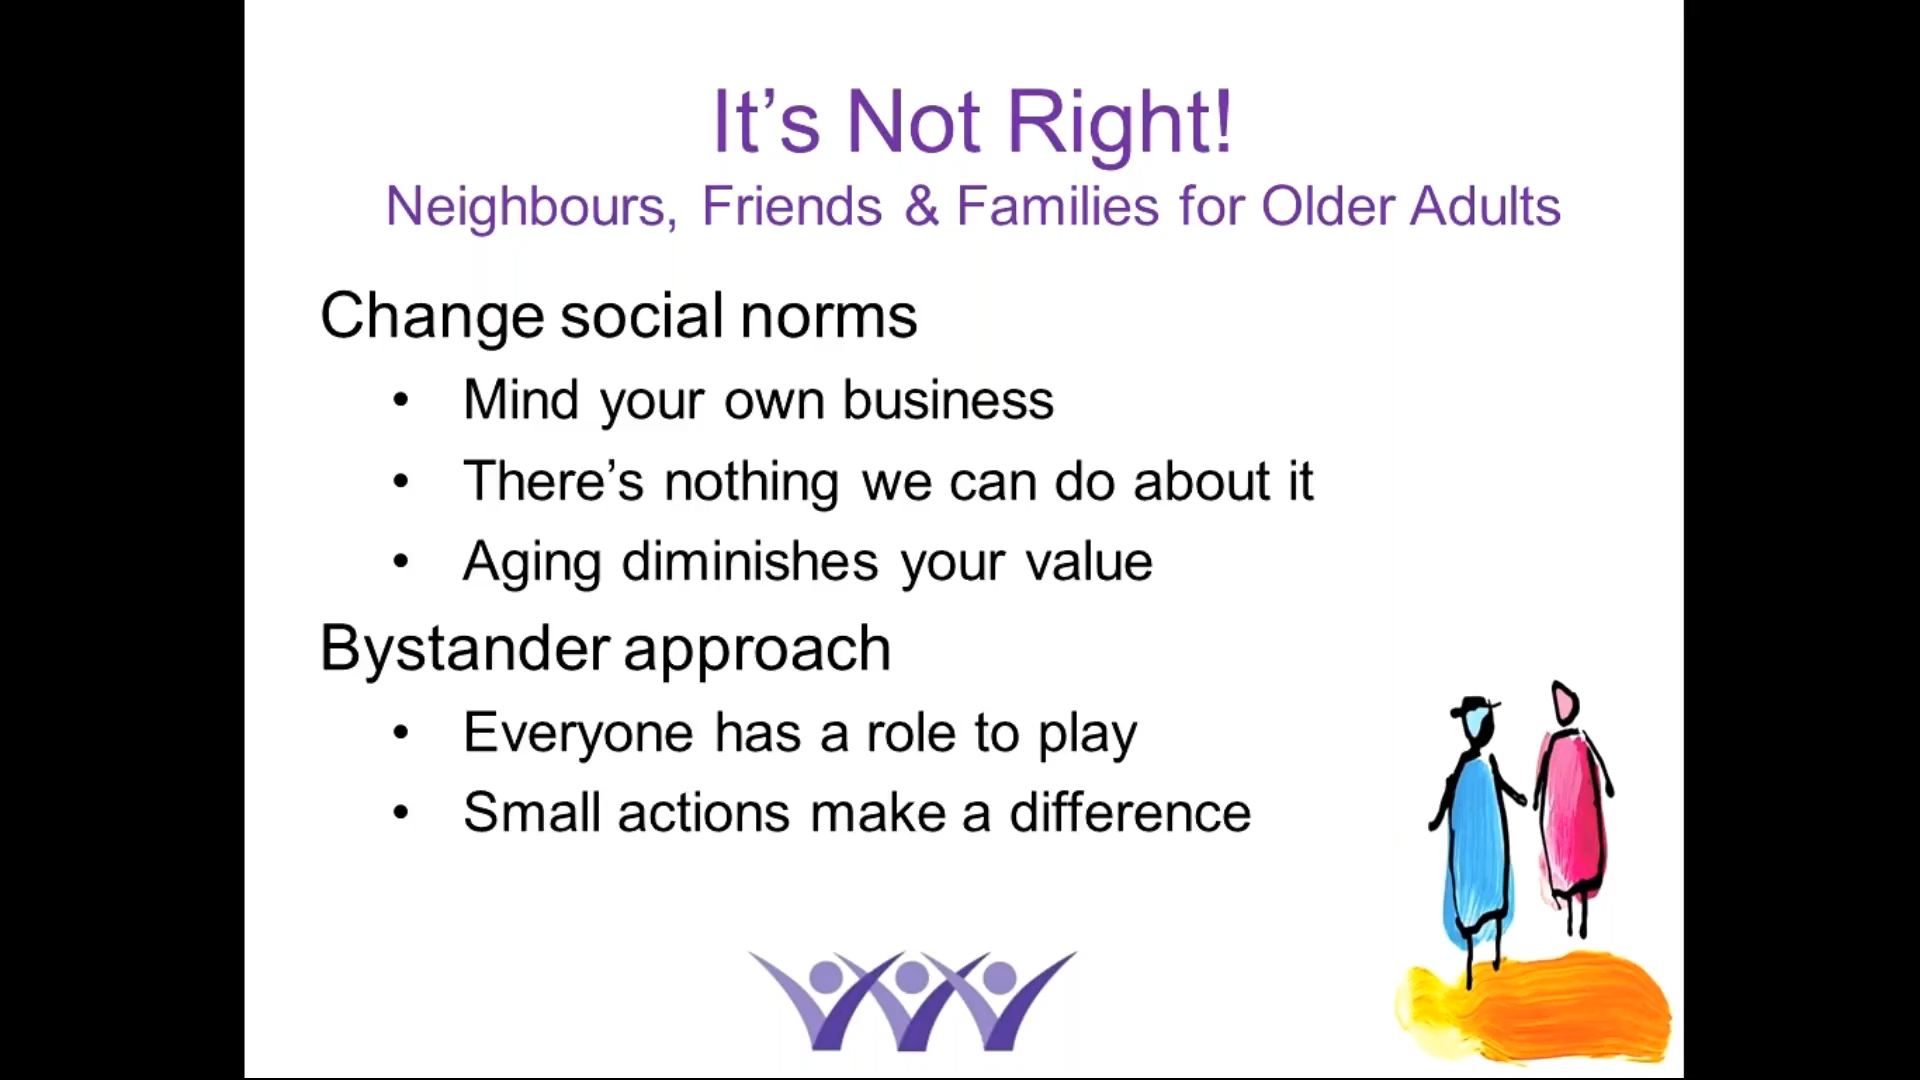 It’s Not Right!
Neighbours, Friends & Families for Older Adults
Change social norms
• Mind your own business
• There’s nothing we can do about it
• Aging diminishes your value
Bystander approach
• Everyone has a role to play
• Small actions make a difference